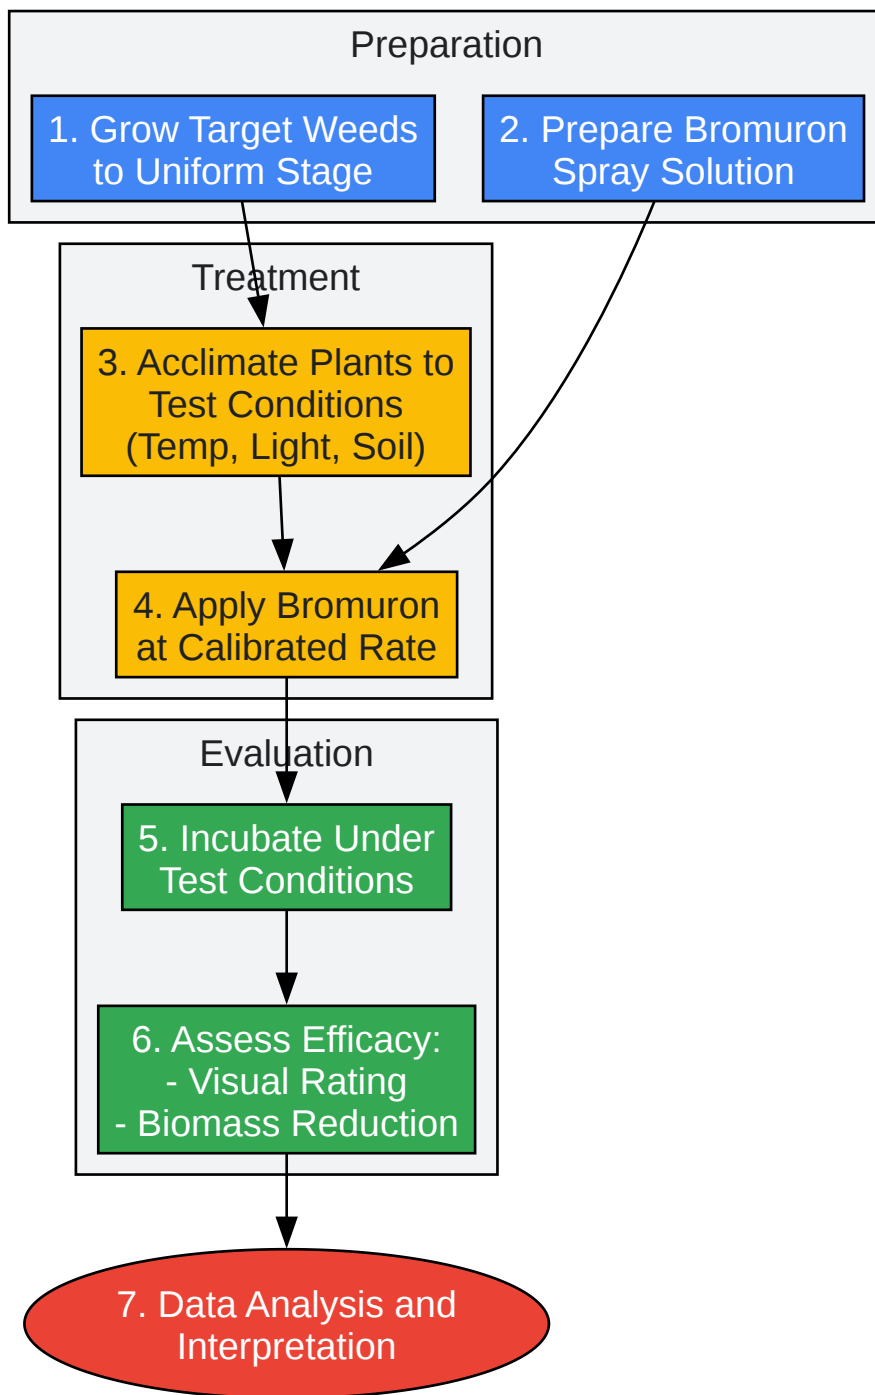 Preparation
1. Grow Target Weeds
to Uniform Stage
2. Prepare Bromuron
Spray Solution
Treatment
3. Acclimate Plants to
Test Conditions
(Temp, Light, Soil)
4. Apply Bromuron
at Calibrated Rate
Evaluation
5. Incubate Under
Test Conditions
6. Assess Efficacy:
- Visual Rating
- Biomass Reduction
7. Data Analysis and
Interpretation